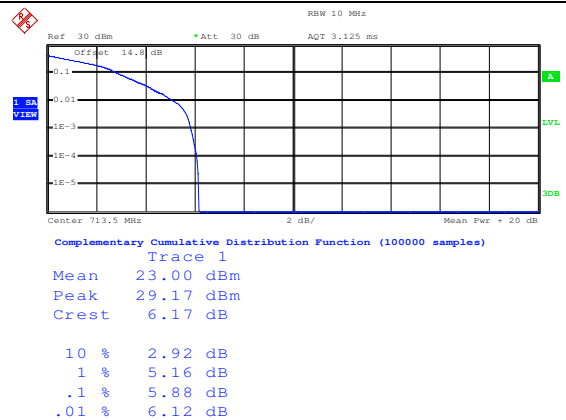 RBW 10 MHz
Ref 30 dBm *Att 30 dB AQT 3.125 ms
Offset 14.8 dB
0.1
A
0.01
1 SA
VIEW
1E-3
LVL
1E-4
1E-5
3DB
Center 713.5 MHz 2 dB/ Mean Pwr + 20 dB
Complementary Cumulative Distribution Function (100000 samples)
Trace 1
Mean 23.00 dBm
Peak 29.17 dBm
Crest 6.17 dB
10 % 2.92 dB
1 % 5.16 dB
.1 % 5.88 dB
.01 % 6.12 dB